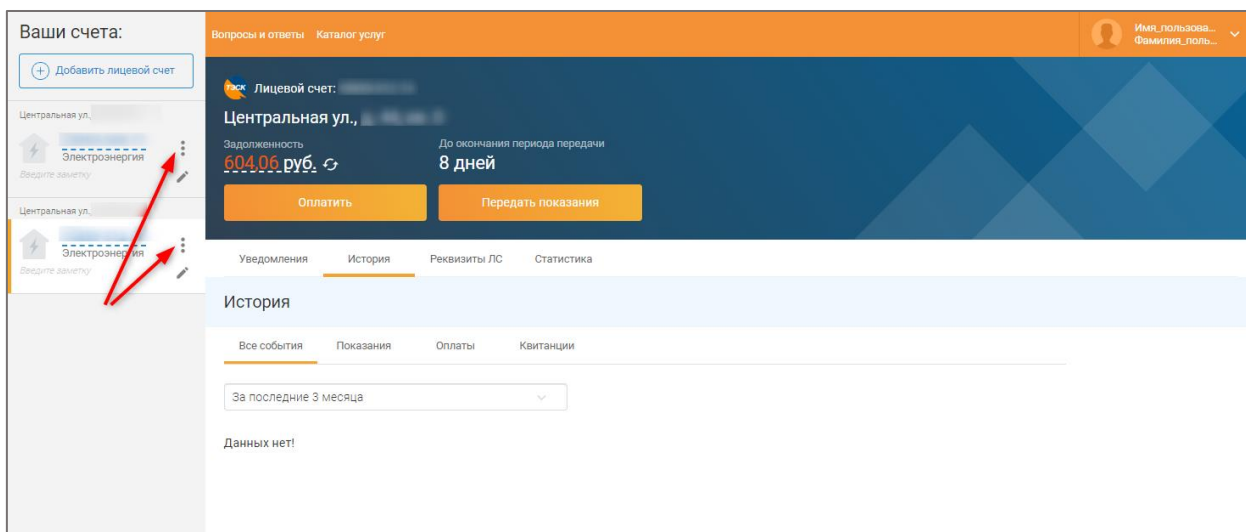 Ваши счета:
Добавить лицевой счет
Центральная ул.,
Электроэнергия
Введите заметку
Центральная ул.,
Электроэнергия
Введите заметку
Вопросы и ответы Каталог услуг
Имя_пользова...
Фамилия_поль...
ТЭСК Лицевой счет:
Центральная ул.,
Задолженность
604,06 руб.
До окончания периода передачи
8 дней
Оплатить
Передать показания
Уведомления История Реквизиты ЛС Статистика
История
Все события Показания Оплаты Квитанции
За последние 3 месяца
Данных нет!